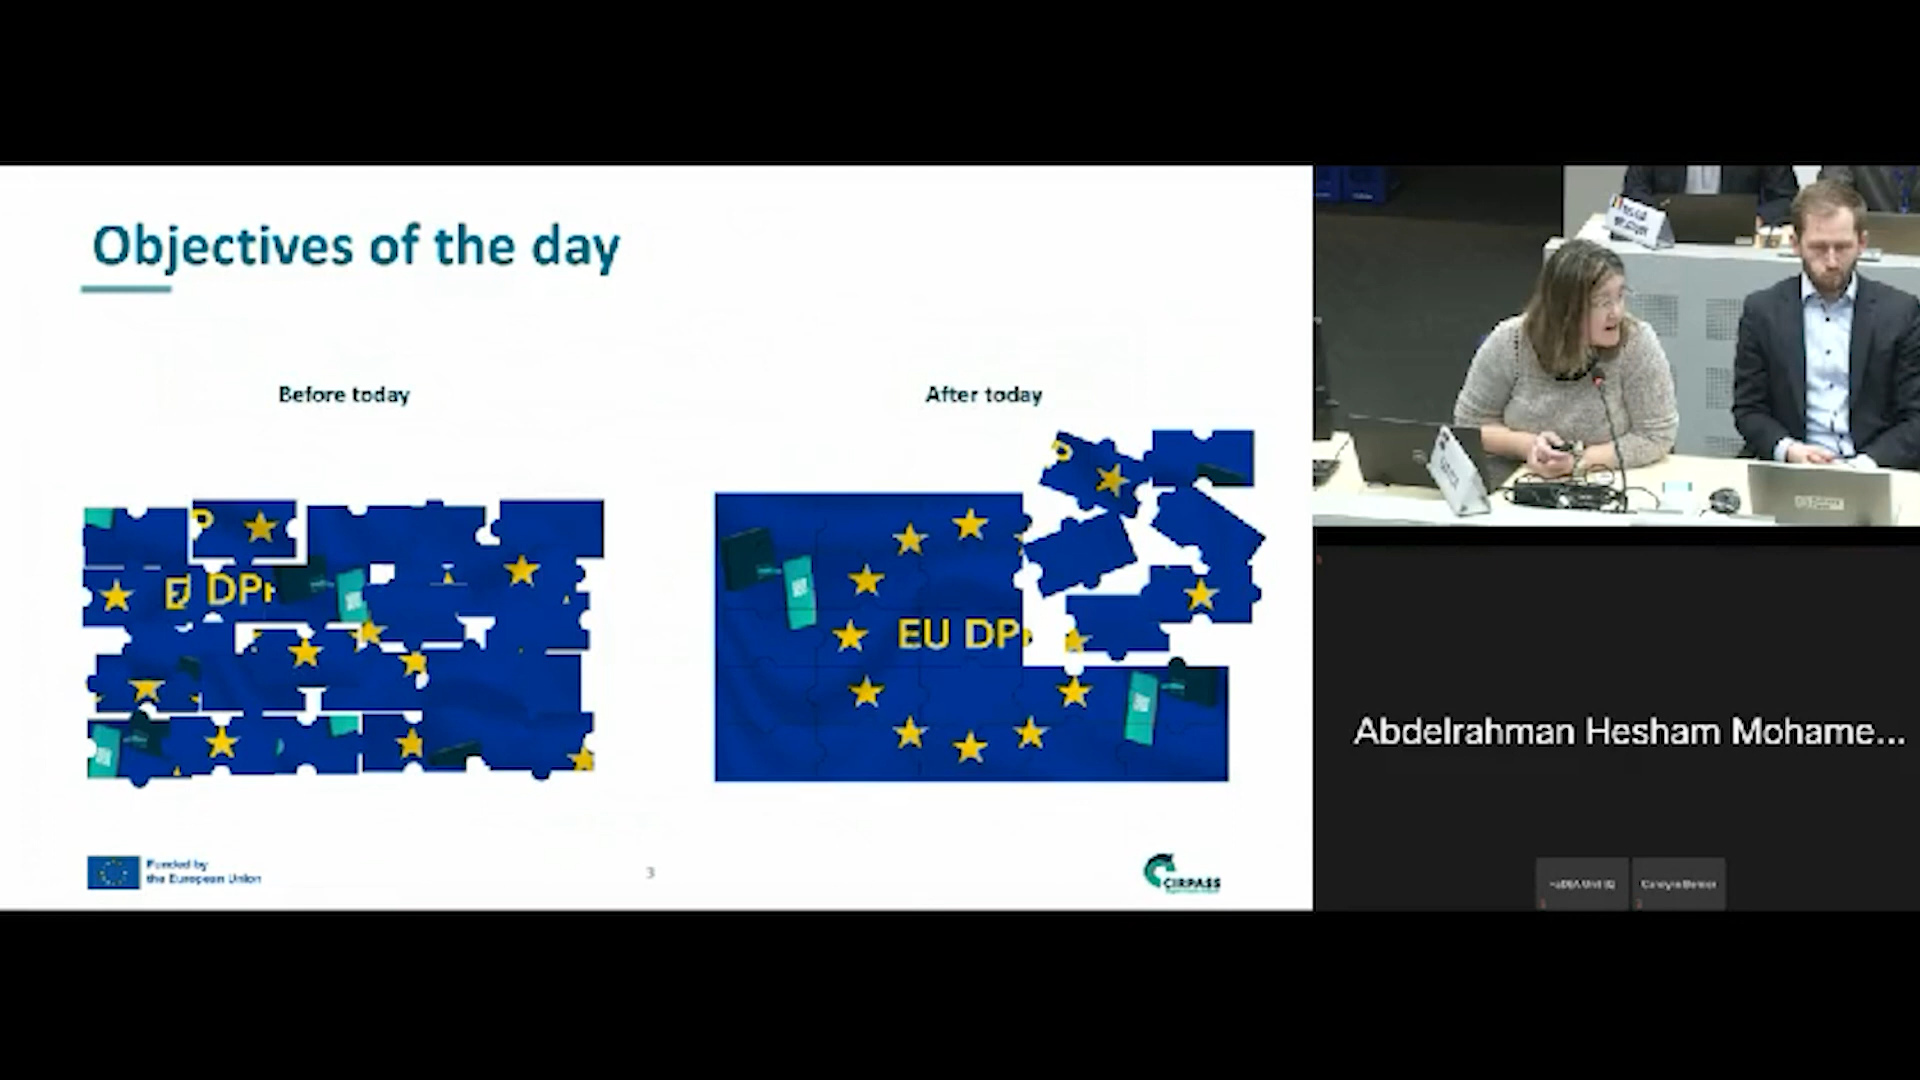 Objectives of the day
Before today
After today
EU DP
DP
Funded by
the European Union
3
CIRPASS
Abdelrahman Hesham Mohame...